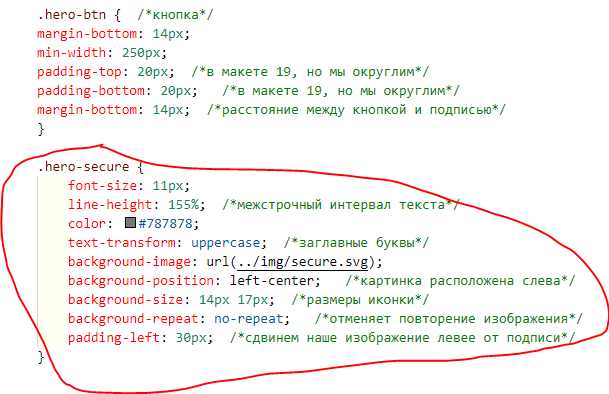 .hero-btn {  /*кнопка*/
margin-bottom: 14px;
min-width: 250px;
padding-top: 20px;  /*в макете 19, но мы округлим*/
padding-bottom: 20px;   /*в макете 19, но мы округлим*/
margin-bottom: 14px;  /*расстояние между кнопкой и подписью*/
}
.hero-secure {
font-size: 11px;
line-height: 155%;  /*межстрочный интервал текста*/
color: #787878;
text-transform: uppercase;  /*заглавные буквы*/
background-image: url(../img/secure.svg);
background-position: left-center;   /*картинка расположена слева*/
background-size: 14px 17px;  /*размеры иконки*/
background-repeat: no-repeat;   /*отменяет повторение изображения*/
padding-left: 30px;  /*сдвинем наше изображение левее от подписи*/
}